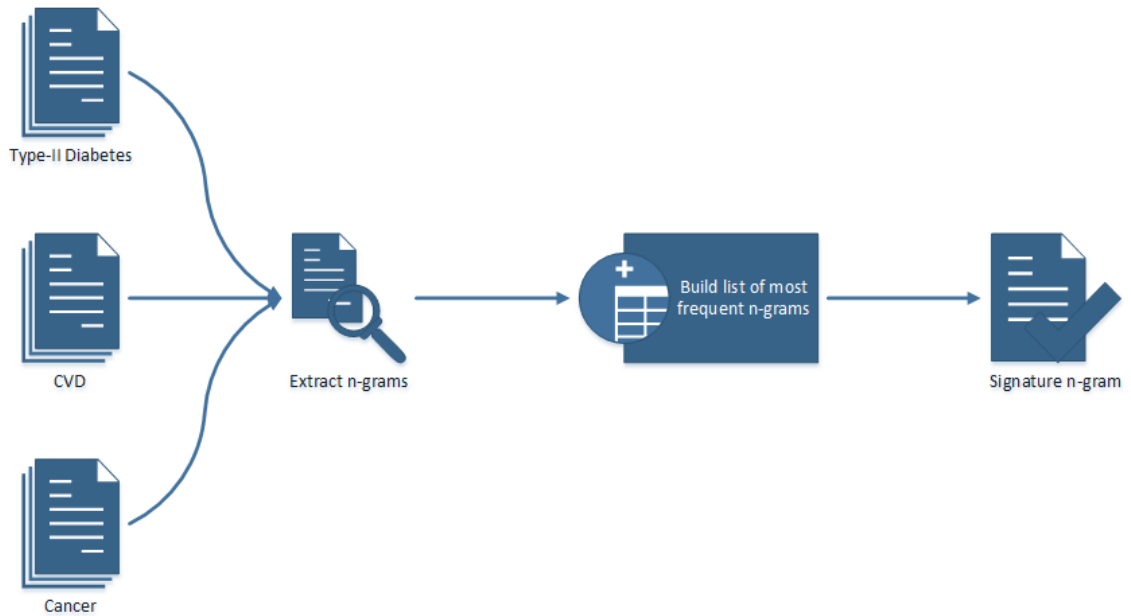 Type-II Diabetes
CVD
Cancer
Extract n-grams
Build list of most
frequent n-grams
Signature n-gram